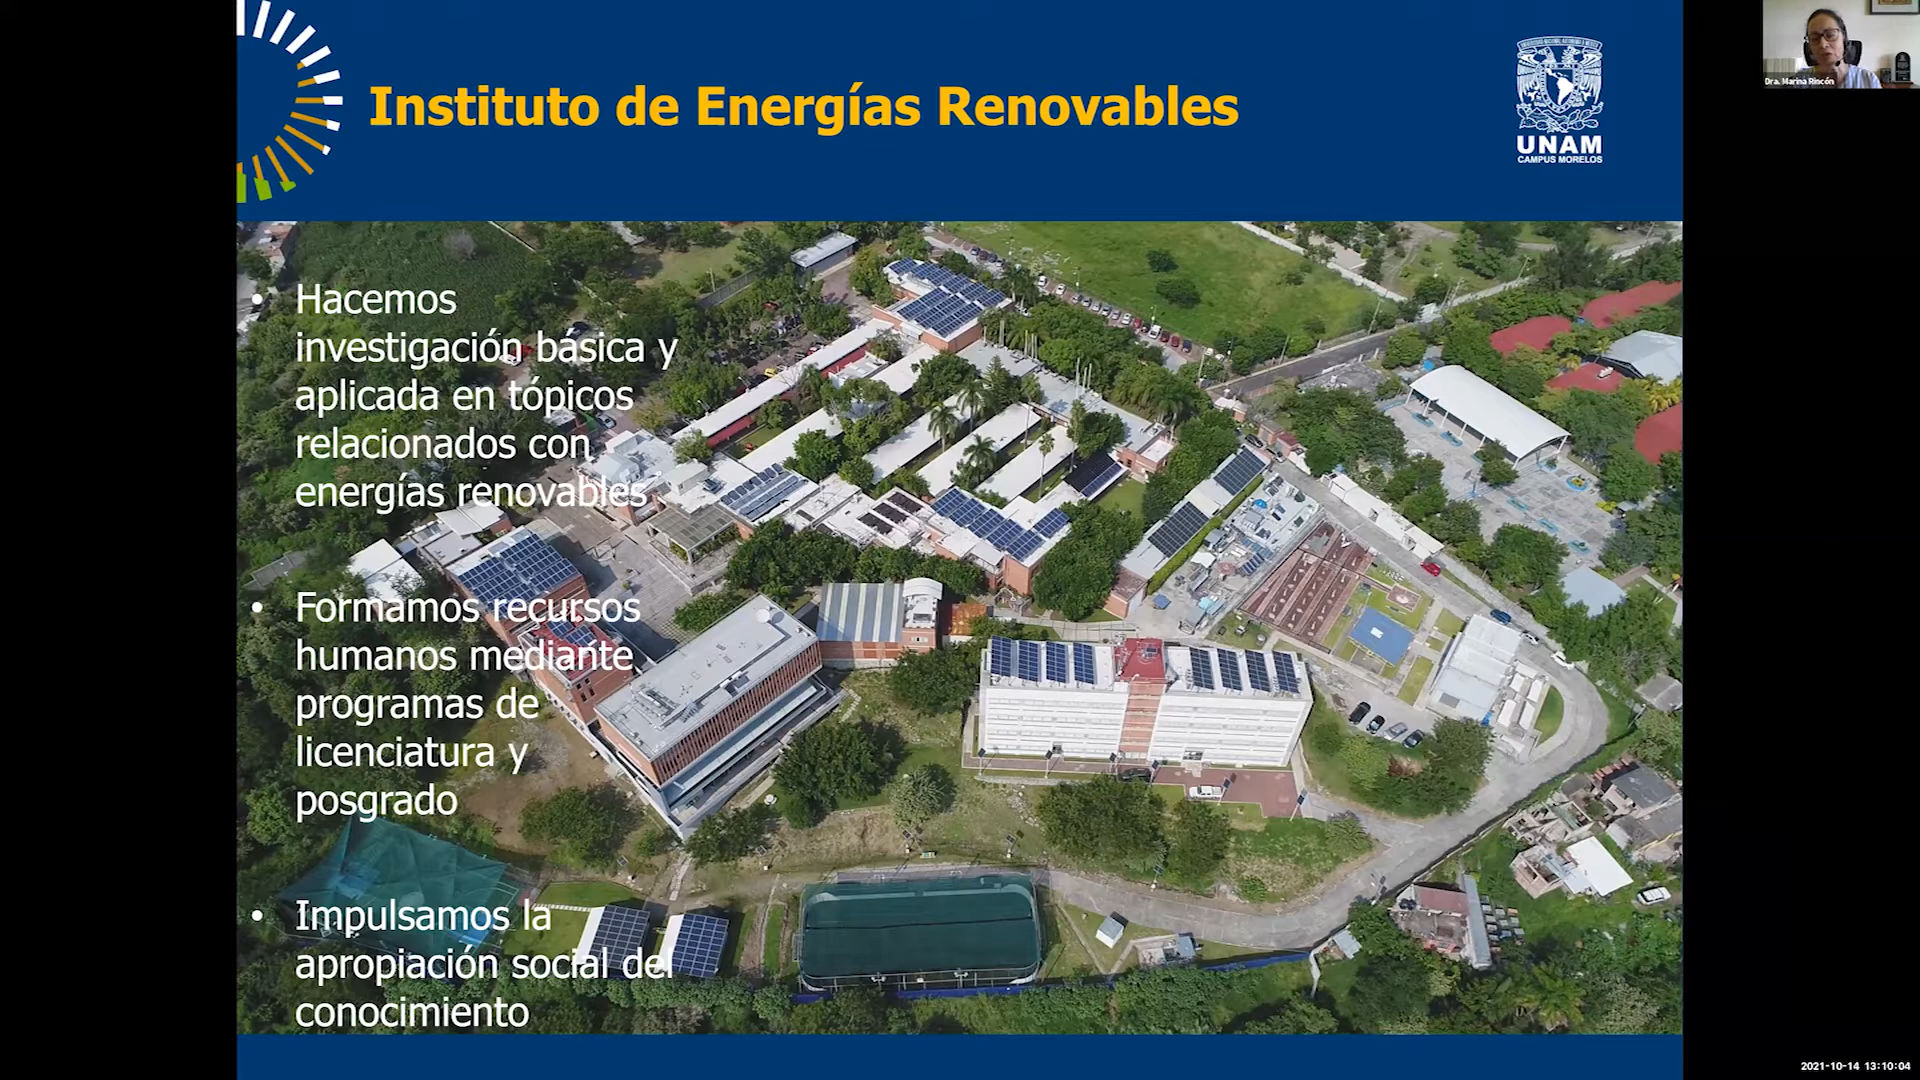 Instituto de Energías Renovables
UNAM
CAMPUS MORELOS
Dra. Marina Rincón
• Hacemos
investigación básica y
aplicada en tópicos
relacionados con
energías renovables
• Formamos recursos
humanos mediante
programas de
licenciatura y
posgrado
• Impulsamos la
apropiación social del
conocimiento
2021-10-14 13:10:04